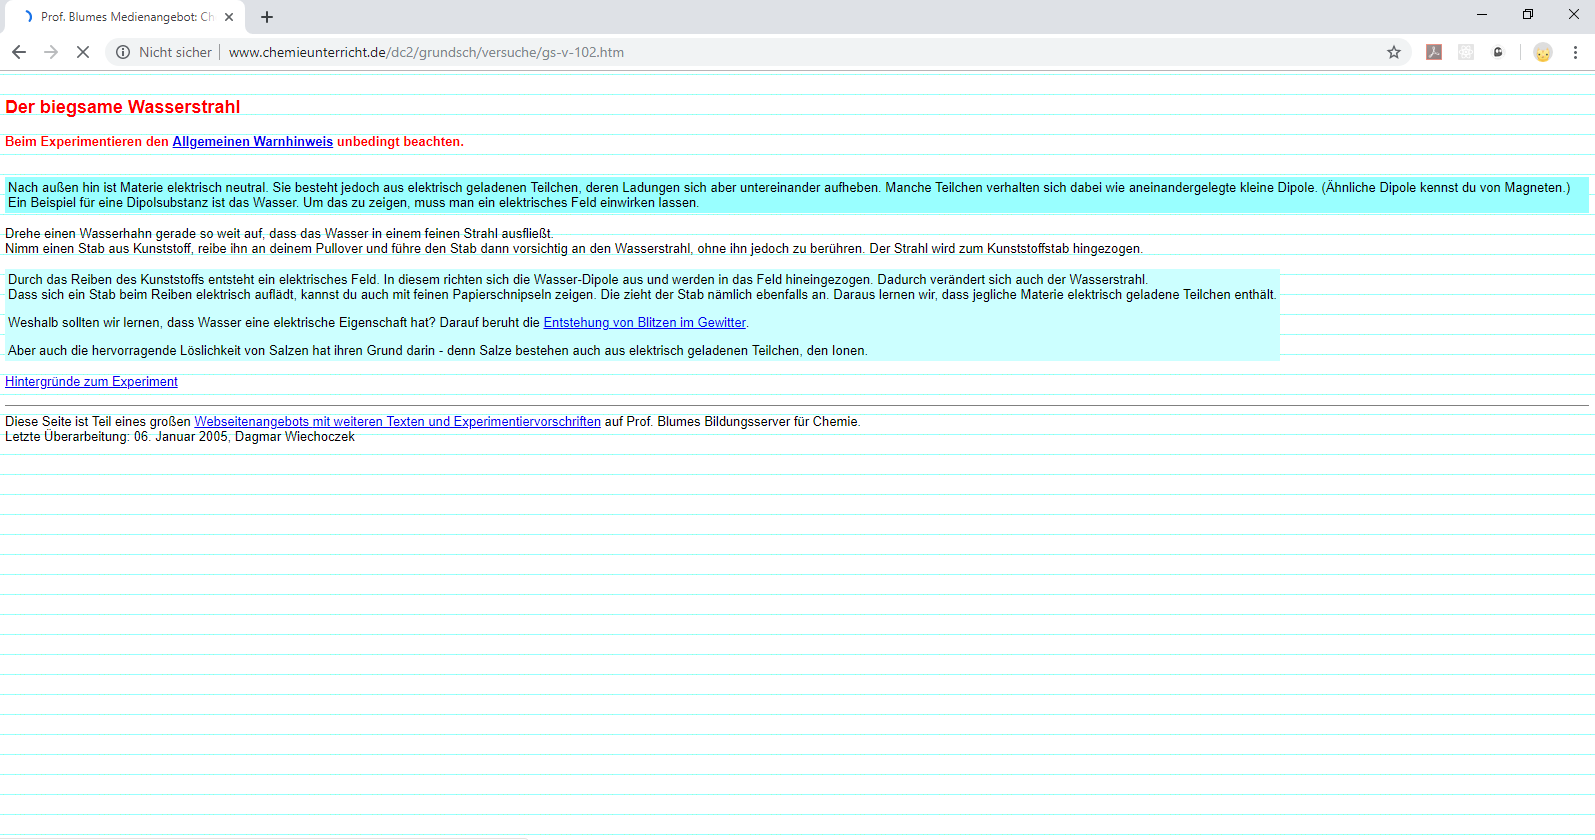 Prof. Blumes Medienangebot: Ch
Nicht sicher www.chemieunterricht.de/dc2/grundsch/versuche/gs-v-102.htm
Der biegsame Wasserstrahl
Beim Experimentieren den Allgemeinen Warnhinweis unbedingt beachten.
Nach außen hin ist Materie elektrisch neutral. Sie besteht jedoch aus elektrisch geladenen Teilchen, deren Ladungen sich aber untereinander aufheben. Manche Teilchen verhalten sich dabei wie aneinandergelegte kleine Dipole. (Ähnliche Dipole kennst du von Magneten.)
Ein Beispiel für eine Dipolsubstanz ist das Wasser. Um das zu zeigen, muss man ein elektrisches Feld einwirken lassen.
Drehe einen Wasserhahn gerade so weit auf, dass das Wasser in einem feinen Strahl ausfließt.
Nimm einen Stab aus Kunststoff, reibe ihn an deinem Pullover und führe den Stab dann vorsichtig an den Wasserstrahl, ohne ihn jedoch zu berühren. Der Strahl wird zum Kunststoffstab hingezogen.
Durch das Reiben des Kunststoffs entsteht ein elektrisches Feld. In diesem richten sich die Wasser-Dipole aus und werden in das Feld hineingezogen. Dadurch verändert sich auch der Wasserstrahl.
Dass sich ein Stab beim Reiben elektrisch auflädt, kannst du auch mit feinen Papierschnipseln zeigen. Die zieht der Stab nämlich ebenfalls an. Daraus lernen wir, dass jegliche Materie elektrisch geladene Teilchen enthält.
Weshalb sollten wir lernen, dass Wasser eine elektrische Eigenschaft hat? Darauf beruht die Entstehung von Blitzen im Gewitter.
Aber auch die hervorragende Löslichkeit von Salzen hat ihren Grund darin - denn Salze bestehen auch aus elektrisch geladenen Teilchen, den Ionen.
Hintergründe zum Experiment
Diese Seite ist Teil eines großen Webseitenangebots mit weiteren Texten und Experimentiervorschriften auf Prof. Blumes Bildungsserver für Chemie.
Letzte Überarbeitung: 06. Januar 2005, Dagmar Wiechoczek